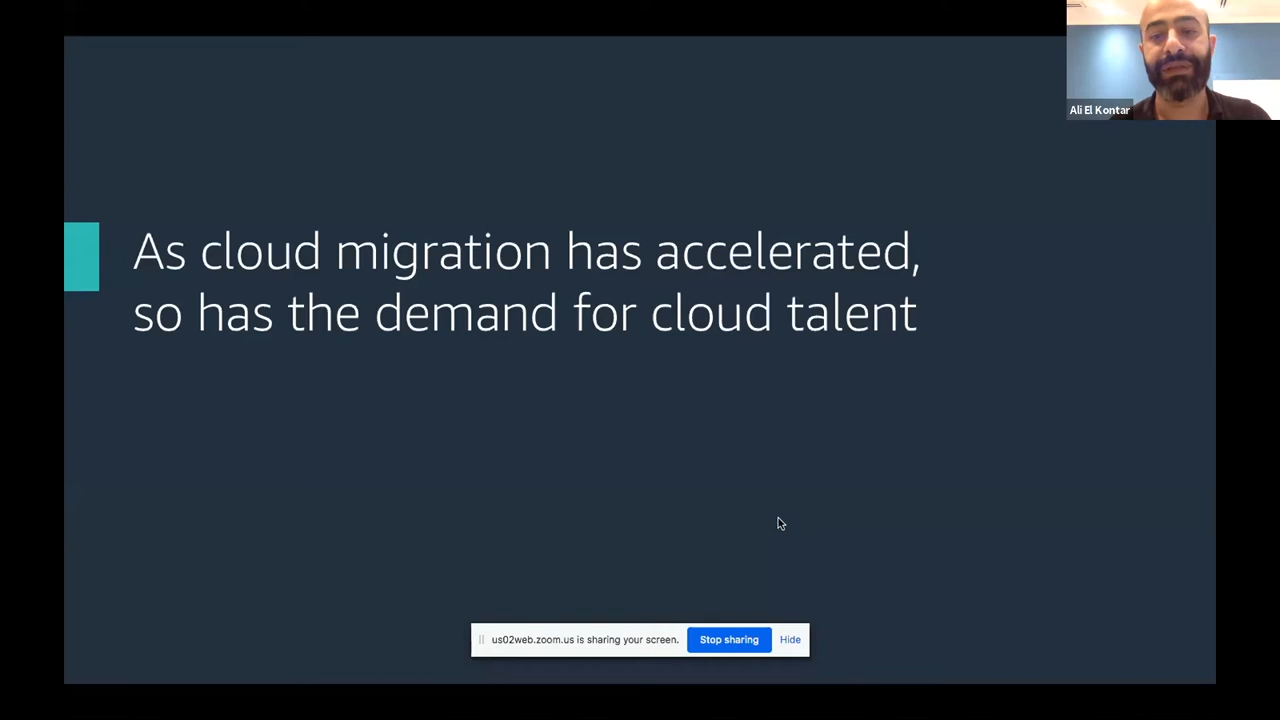 Ali El Kontar
As cloud migration has accelerated,
so has the demand for cloud talent
us02web.zoom.us is sharing your screen. Stop sharing Hide